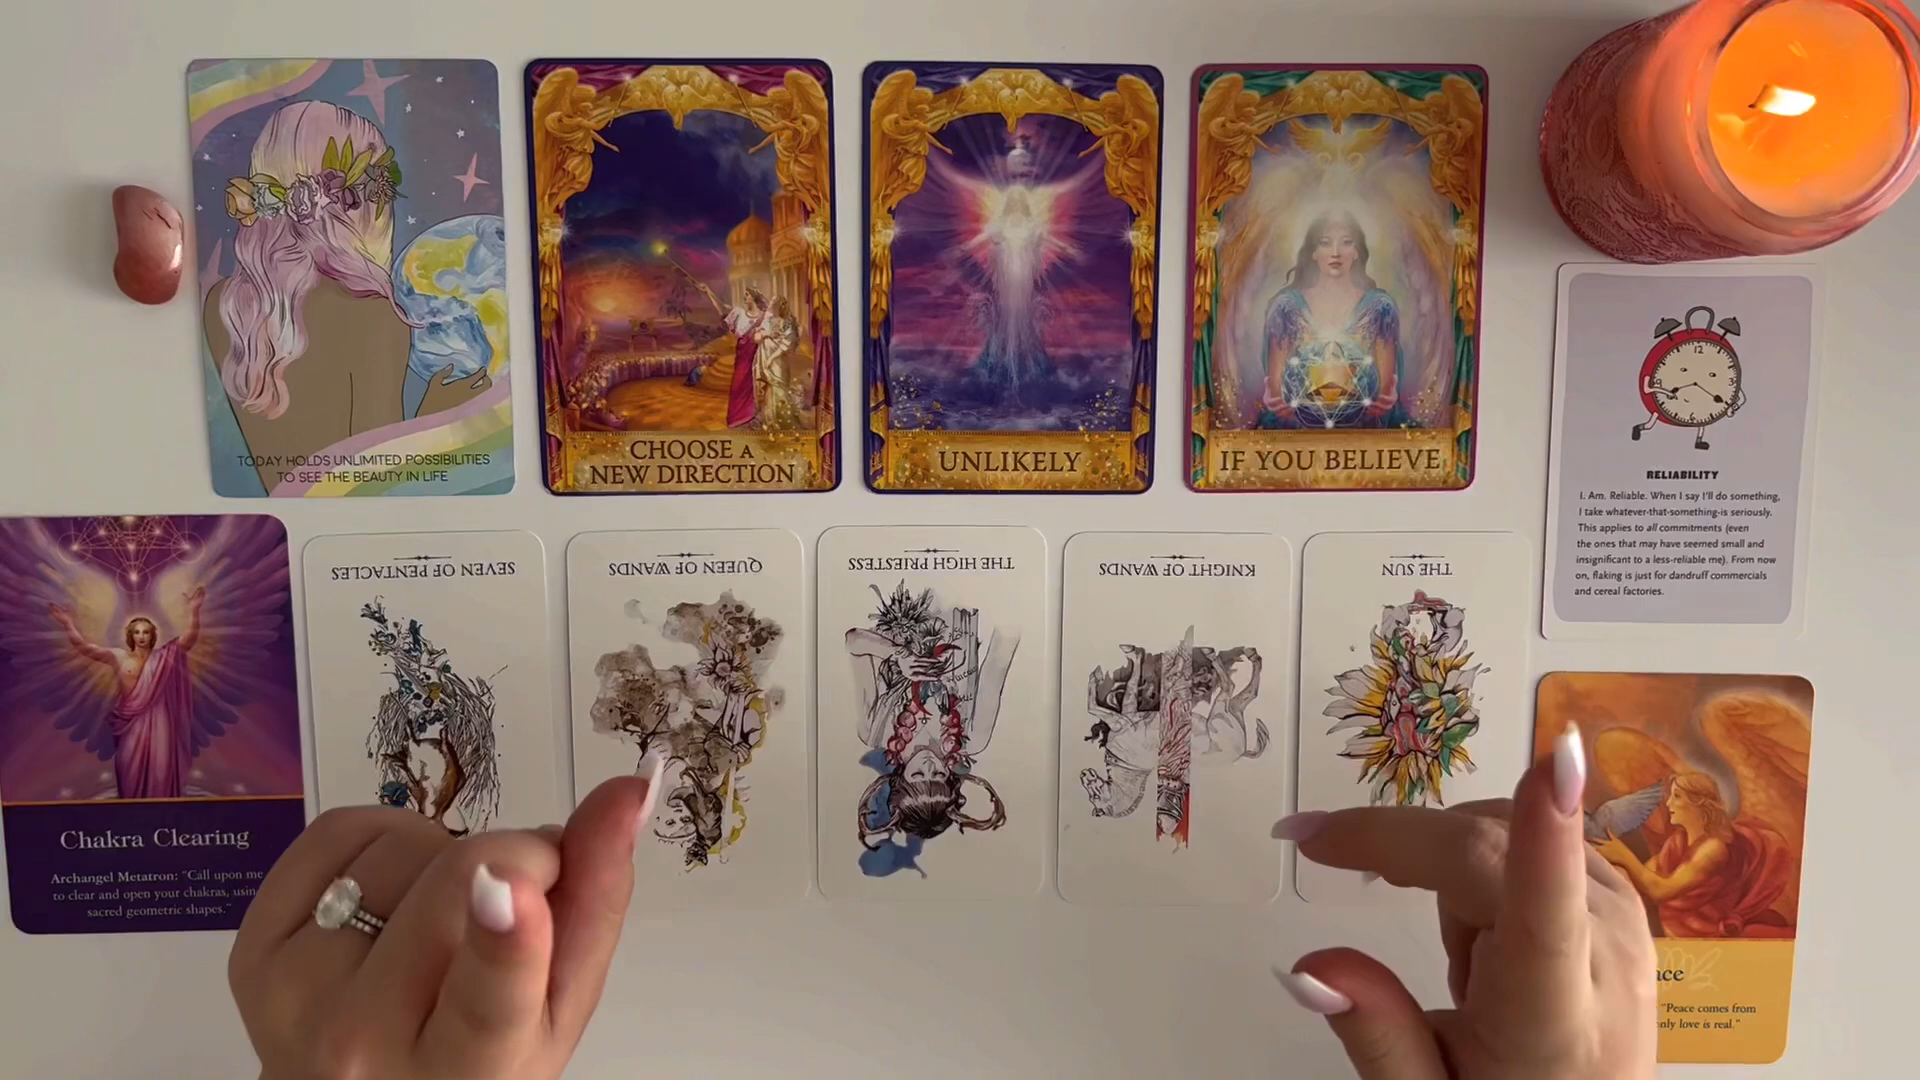 TODAY HOLDS UNLIMITED POSSIBILITIES
TO SEE THE BEAUTY IN LIFE
CHOOSE A
NEW DIRECTION
UNLIKELY
IF YOU BELIEVE
RELIABILITY
I. Am. Reliable. When I say I'll do something,
I take whatever-that-something-is seriously.
This applies to all commitments (even
the ones that may have seemed small and
insignificant to a less-reliable me). From now
on, flaking is just for dandruff commercials
and cereal factories.
Chakra Clearing
Archangel Metatron: "Call upon me
to clear and open your chakras, usin
sacred geometric shapes."
SEVEN OF PENTACLES
QUEEN OF WANDS
THE HIGH PRIESTESS
KNIGHT OF WANDS
THE SUN
ace
"Peace comes from
nly love is real."